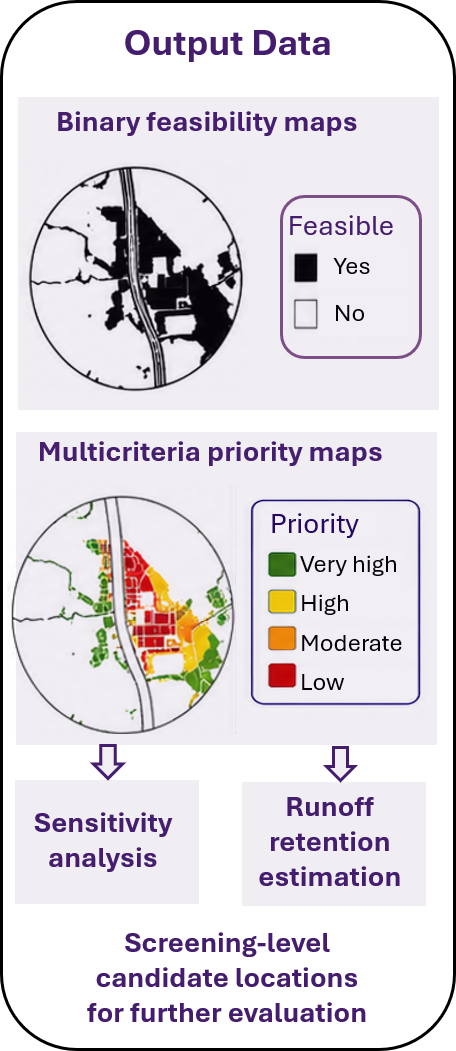 Output Data
Binary feasibility maps
Feasible
Yes
No
Multicriteria priority maps
Priority
Very high
High
Moderate
Low
Sensitivity
analysis
Runoff
retention
estimation
Screening-level
candidate locations
for further evaluation